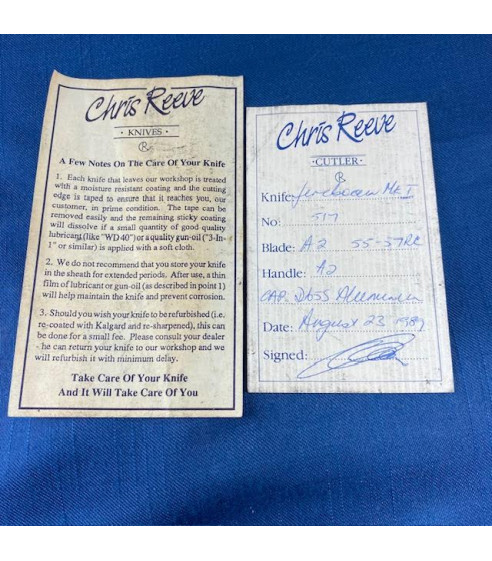 Chris Reeve
· KNIVES ·
A Few Notes On The Care Of Your Knife
1. Each knife that leaves our workshop is treated
with a moisture resistant coating and the cutting
edge is taped to ensure that it reaches you, our
customer, in prime condition. The tape can be
removed easily and the remaining sticky coating
will dissolve if a small quantity of good quality
lubricant (like "WD 40") or a quality gun-oil ("3-In-
1" or similar) is applied with a soft cloth.
2. We do not recommend that you store your knife
in the sheath for extended periods. After use, a thin
film of lubricant or gun-oil (as described in point 1)
will help maintain the knife and prevent corrosion.
3. Should you wish your knife to be refurbished (i.e.
re-coated with Kalgard and re-sharpened), this can
be done for a small fee. Please consult your dealer
- he can return your knife to our workshop and we
will refurbish it with minimum delay.
Take Care Of Your Knife
And It Will Take Care Of You
Chris Reeve
·CUTLER·
Knife: MK I
No: 517
Blade: A2 55-57RC
Handle: A2
CAP. D65S
Date: August 23 1989
Signed: